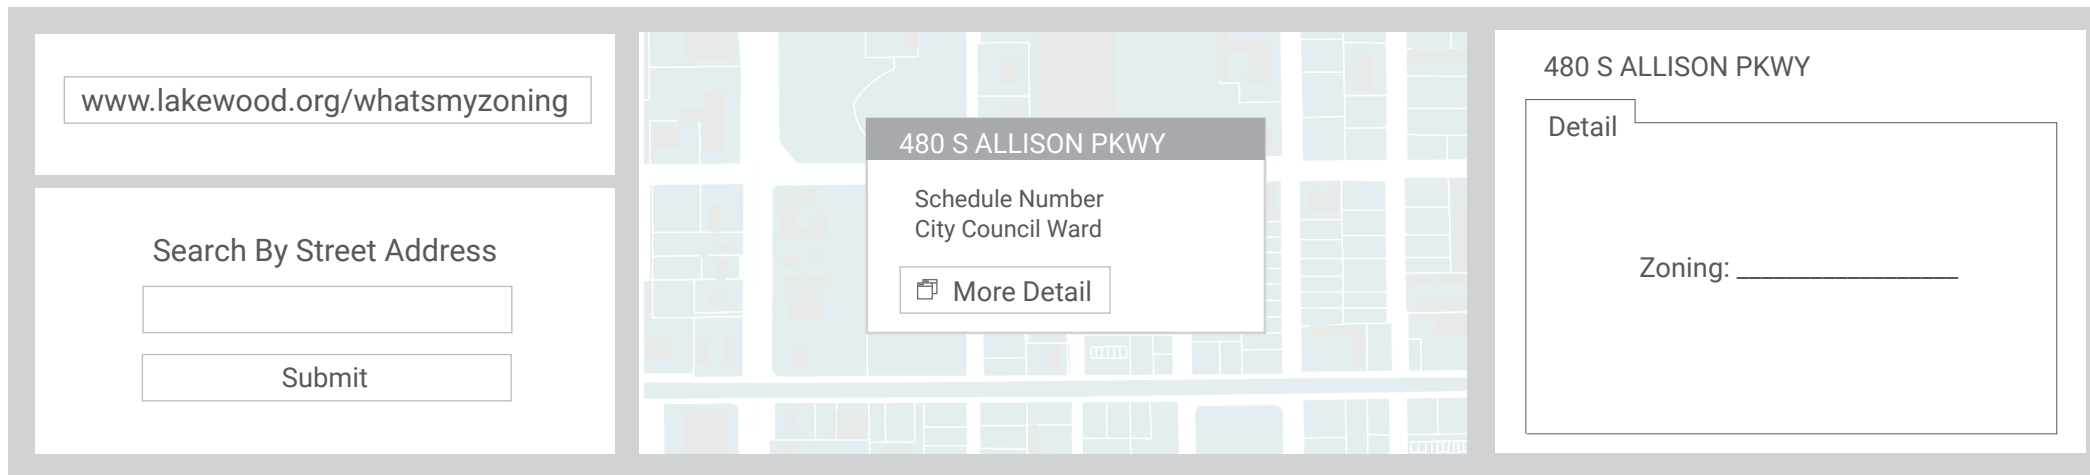 www.lakewood.org/whatsmyzoning
Search By Street Address
Submit
480 S ALLISON PKWY
Schedule Number
City Council Ward
More Detail
480 S ALLISON PKWY
Detail
Zoning: _________________